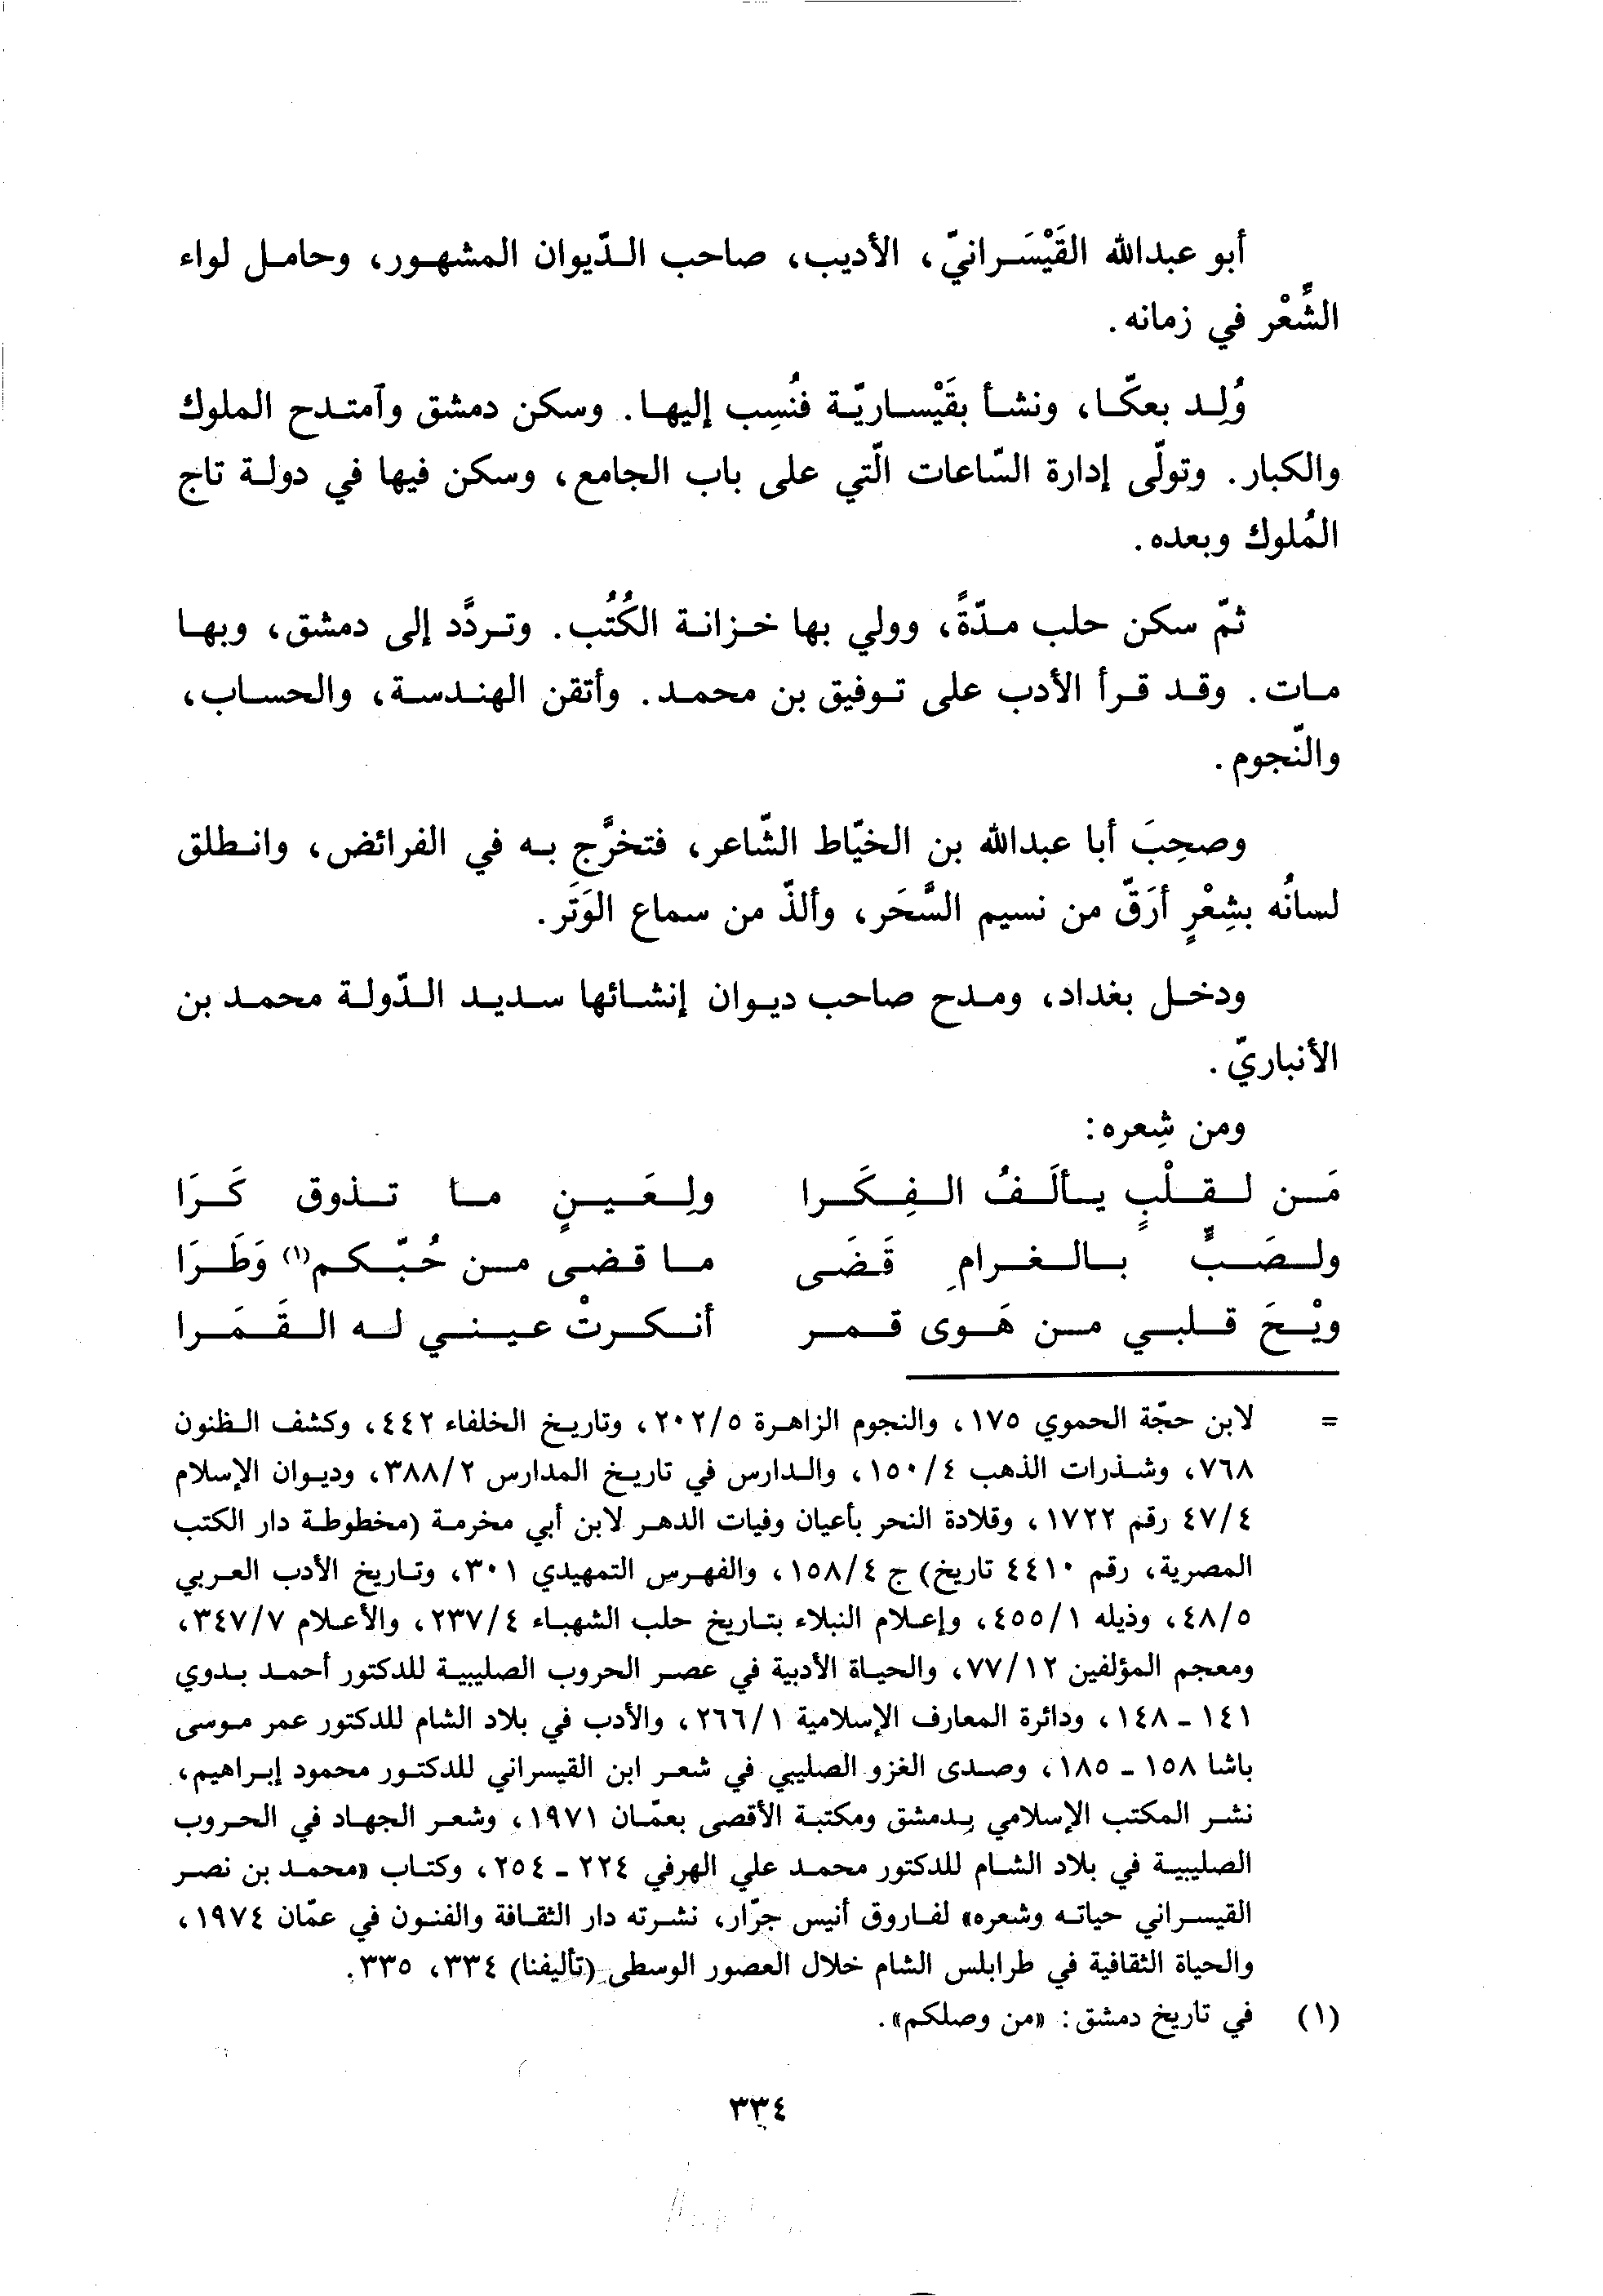 أبو عبدالله القَيْسَرانيّ، الأديب، صاحب الدّيوان المشهور، وحامل لواء
الشِّعْر في زمانه.
وُلِد بعكّا، ونشأ بقَيْساريّة فنُسِب إليها. وسكن دمشق وآمتدح الملوك
والكبار. وتولّى إدارة السّاعات الّتي على باب الجامع، وسكن فيها في دولة تاج
المُلوك وبعده.
ثمّ سكن حلب مدّةً، وولي بها خزانة الكُتُب. وتردَّد إلى دمشق، وبها
مات. وقد قرأ الأدب على توفيق بن محمد. وأتقن الهندسة، والحساب،
والنّجوم.
وصحِبَ أبا عبدالله بن الخيّاط الشّاعر، فتخرَّج به في الفرائض، وانطلق
لسانُه بشِعْرٍ أرَقّ من نسيم السَّحَر، وألذّ من سماع الوَتَر.
ودخل بغداد، ومدح صاحب ديوان إنشائها سديد الدّولة محمد بن
الأنباريّ.
ومن شِعره:
مَن لقلْبٍ يألَفُ الفِكَرا ولِعَينٍ ما تذوق كَرَا
ولصَبٍّ بالغرامِ قَضَى ما قضى من حُبّكم(١) وَطَرَا
ويْحَ قلبي من هَوى قمر أنكرتْ عيني له القَمَرا
= لابن حجّة الحموي ١٧٥، والنجوم الزاهرة ٢٠٢/٥، وتاريخ الخلفاء ٤٤٢، وكشف الظنون
٧٦٨، وشذرات الذهب ١٥٠/٤، والدارس في تاريخ المدارس ٣٨٨/٢، وديوان الإسلام
٤٧/٤ رقم ١٧٢٢، وقلادة النحر بأعيان وفيات الدهر لابن أبي مخرمة (مخطوطة دار الكتب
المصرية، رقم ٤٤١٠ تاريخ) ج ١٥٨/٤، والفهرس التمهيدي ٣٠١، وتاريخ الأدب العربي
٤٨/٥، وذيله ٤٥٥/١، وإعلام النبلاء بتاريخ حلب الشهباء ٢٣٧/٤، والأعلام ٣٤٧/٧،
ومعجم المؤلفين ٧٧/١٢، والحياة الأدبية في عصر الحروب الصليبية للدكتور أحمد بدوي
١٤١ - ١٤٨، ودائرة المعارف الإسلامية ٢٦٦/١، والأدب في بلاد الشام للدكتور عمر موسى
باشا ١٥٨ - ١٨٥، وصدى الغزو الصليبي في شعر ابن القيسراني للدكتور محمود إبراهيم،
نشر المكتب الإسلامي بدمشق ومكتبة الأقصى بعمّان ١٩٧١، وشعر الجهاد في الحروب
الصليبية في بلاد الشام للدكتور محمد علي الهرفي ٢٢٤ - ٢٥٤، وكتاب «محمد بن نصر
القيسراني حياته وشعره» لفاروق أنيس جرّار، نشرته دار الثقافة والفنون في عمّان ١٩٧٤،
والحياة الثقافية في طرابلس الشام خلال العصور الوسطى (تأليفنا) ٣٣٤، ٣٣٥.
(١) في تاريخ دمشق: «من وصلكم».
٣٣٤